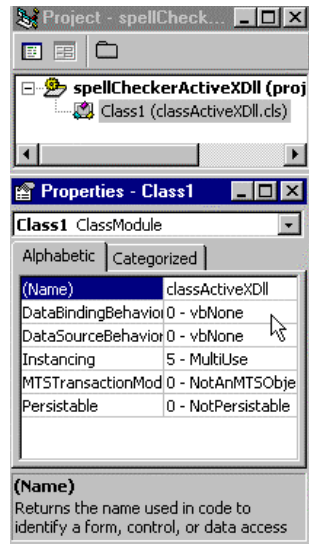 Project - spellCheck...
spellCheckerActiveXDll (proj
Class1 (classActiveXDll.cls)
Properties - Class1
Class1 ClassModule
Alphabetic Categorized
(Name) classActiveXDll
DataBindingBehavior 0 - vbNone
DataSourceBehavior 0 - vbNone
Instancing 5 - MultiUse
MTSTransactionMod 0 - NotAnMTSObje
Persistable 0 - NotPersistable
(Name)
Returns the name used in code to
identify a form, control, or data access